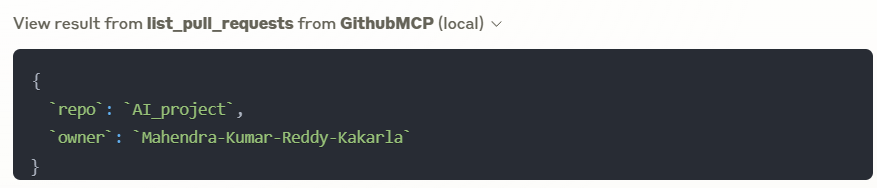 View result from list_pull_requests from GithubMCP (local)
{
`repo`: `AI_project`,
`owner`: `Mahendra-Kumar-Reddy-Kakarla`
}